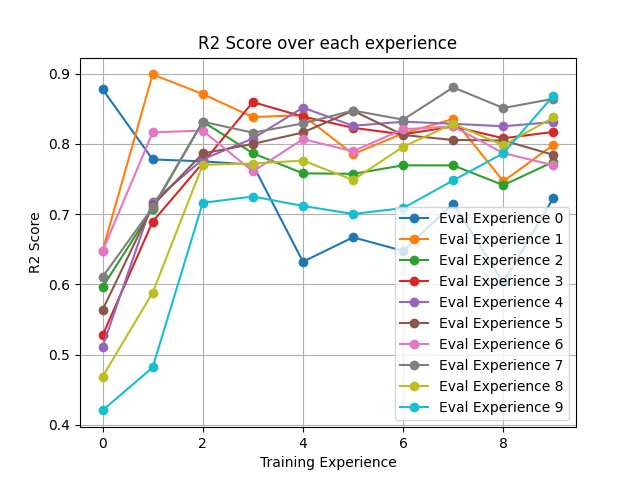 R2 Score over each experience
R2 Score
0.9
0.8
0.7
0.6
0.5
0.4
Eval Experience 0
Eval Experience 1
Eval Experience 2
Eval Experience 3
Eval Experience 4
Eval Experience 5
Eval Experience 6
Eval Experience 7
Eval Experience 8
Eval Experience 9
0 2 4 6 8
Training Experience